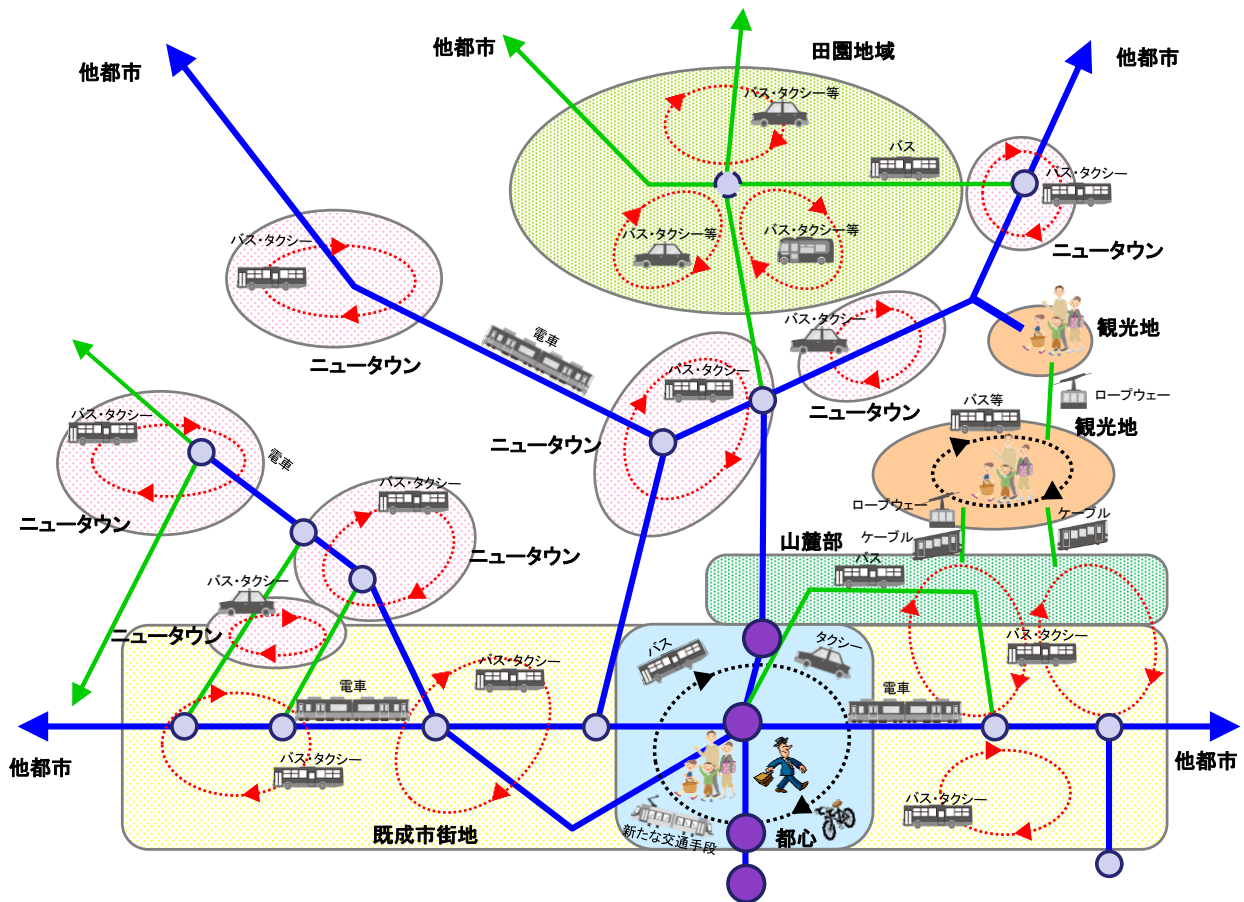 他都市
田園地域
他都市
他都市
バス・タクシー等
バス
バス・タクシー
バス・タクシー
バス・タクシー等
バス・タクシー等
ニュータウン
バス・タクシー
観光地
電車
ニュータウン
バス・タクシー
ロープウェー
バス・タクシー
ニュータウン
バス等
観光地
ニュータウン
電車
バス・タクシー
ロープウェー
ケーブル
ニュータウン
ケーブル
山麓部
ニュータウン
バス
バス・タクシー
ニュータウン
バス
タクシー
バス・タクシー
バス・タクシー
電車
電車
他都市
バス・タクシー
他都市
バス・タクシー
既成市街地
新たな交通手段
都心